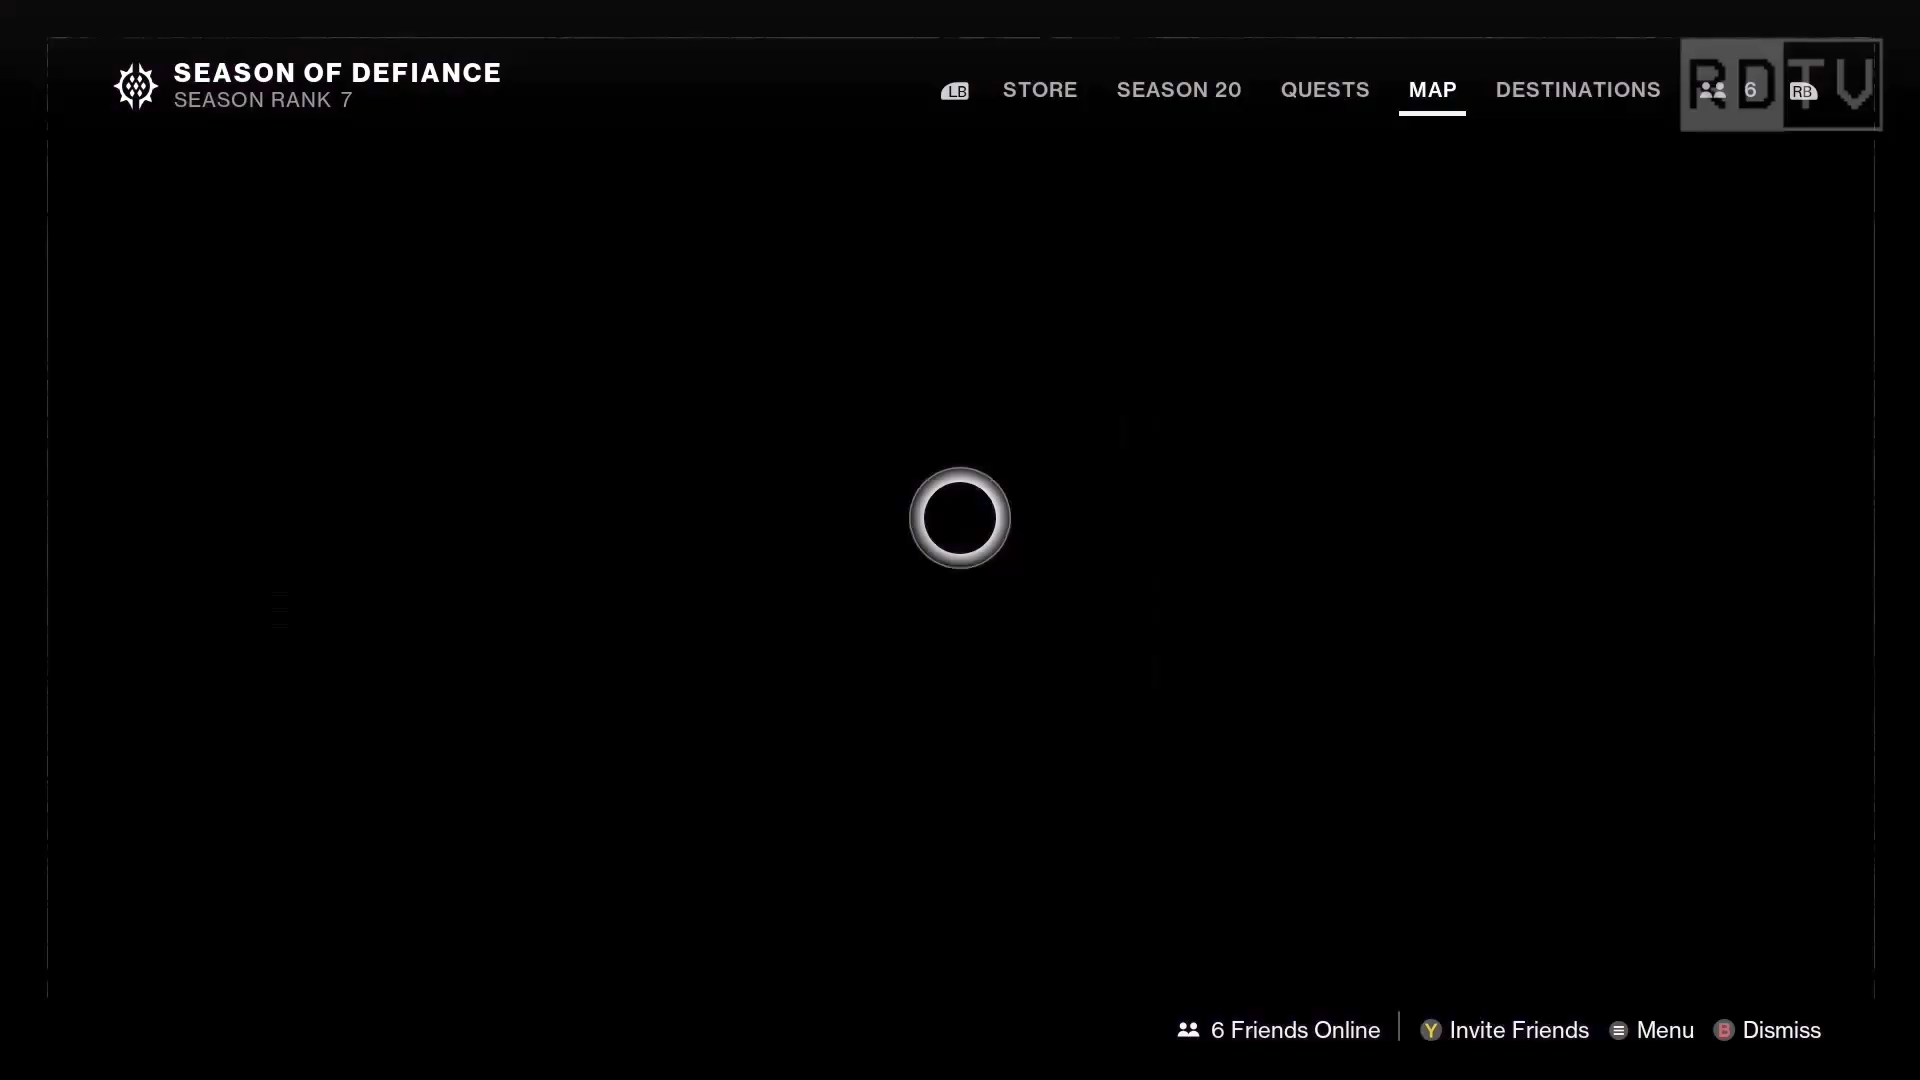 SEASON OF DEFIANCE
SEASON RANK 7
LB STORE SEASON 20 QUESTS MAP DESTINATIONS 6 RB
RDTV
6 Friends Online Y Invite Friends Menu B Dismiss